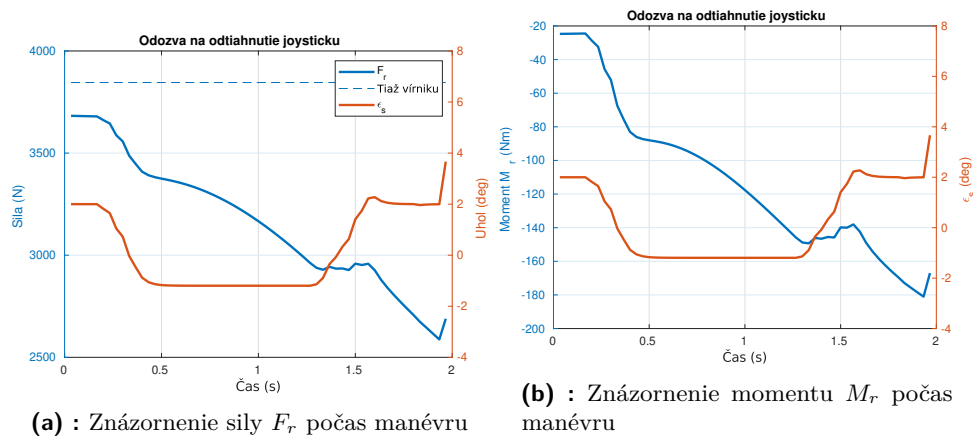 Odozva na odtiahnutie joysticku
4000
3500
3000
2500
Sila (N)
8
6
4
2
0
-2
-4
Uhol (deg)
F_r
Tiaž vírniku
ϵ_s
0 0.5 1 1.5 2
Čas (s)
(a) : Znázornenie sily F_r počas manévru
Odozva na odtiahnutie joysticku
-20
-40
-60
-80
-100
-120
-140
-160
-180
-200
Moment M_r (Nm)
8
6
4
2
0
-2
-4
ϵ_e (deg)
0 0.5 1 1.5 2
Čas (s)
(b) : Znázornenie momentu M_r počas
manévru